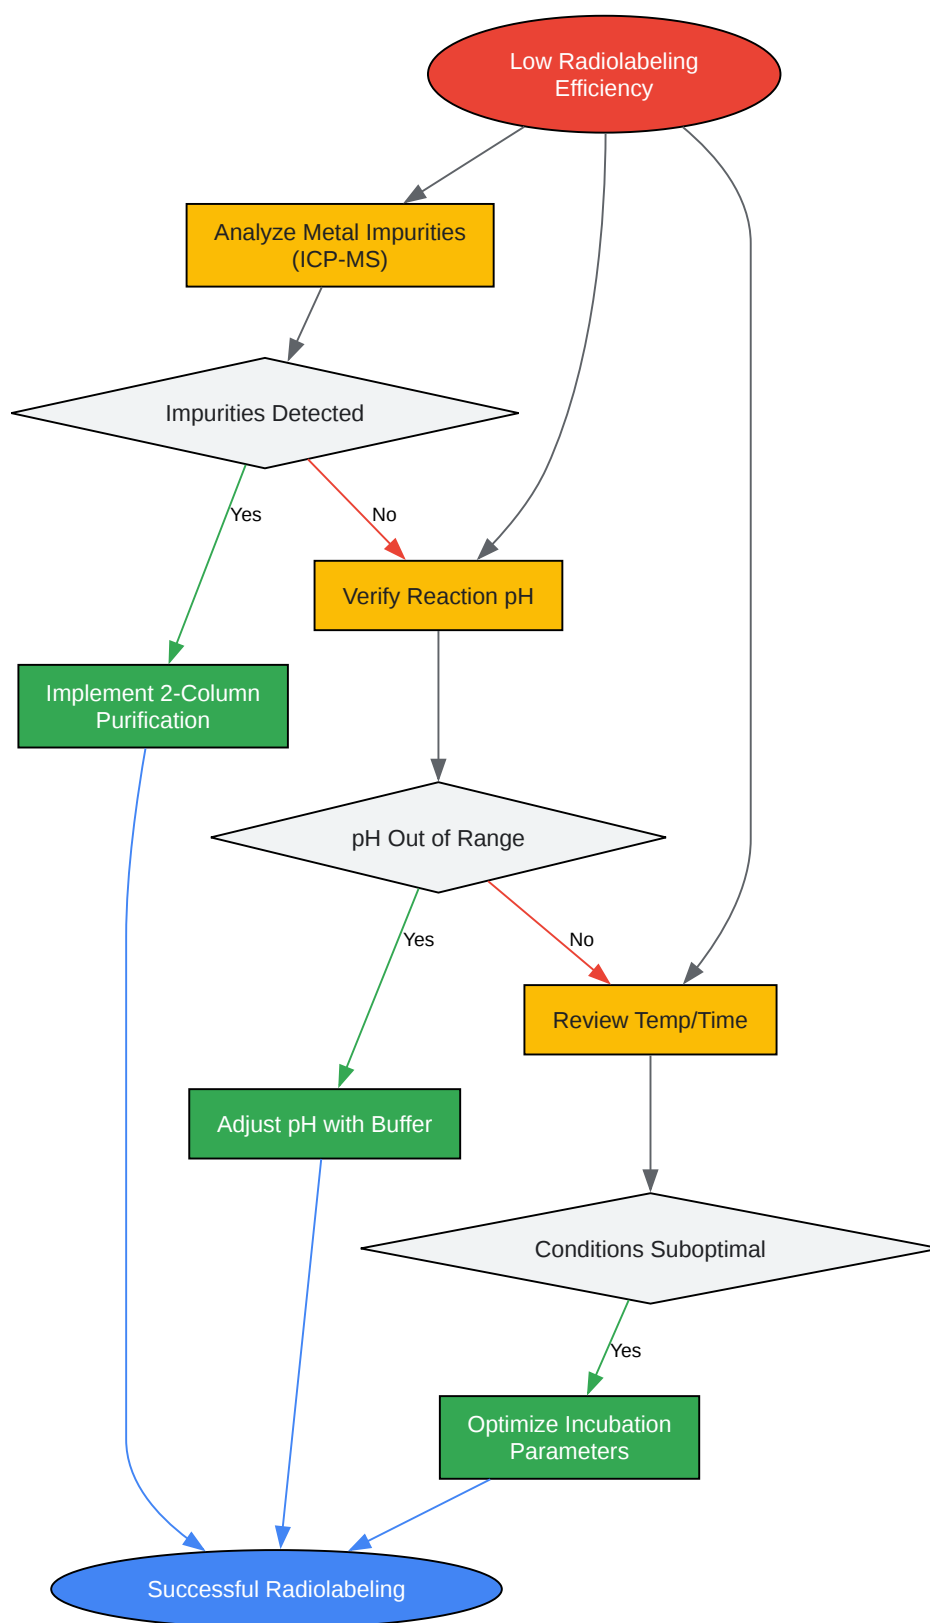 Low Radiolabeling
Efficiency
Analyze Metal Impurities
(ICP-MS)
Impurities Detected
Yes
No
Verify Reaction pH
Implement 2-Column
Purification
pH Out of Range
Yes
No
Review Temp/Time
Adjust pH with Buffer
Conditions Suboptimal
Yes
Optimize Incubation
Parameters
Successful Radiolabeling